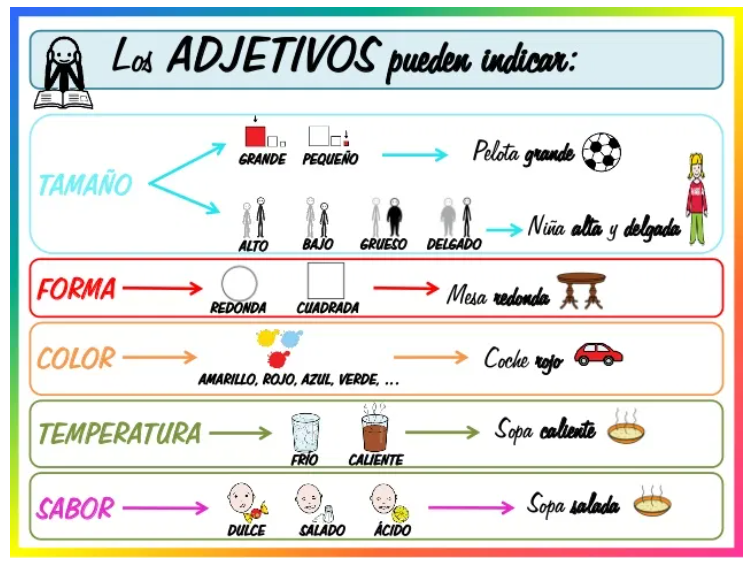 Los ADJETIVOS pueden indicar:
TAMAÑO
GRANDE PEQUEÑO
Pelota grande
ALTO BAJO GRUESO DELGADO
Niña alta y delgada
FORMA
REDONDA CUADRADA
Mesa redonda
COLOR
AMARILLO, ROJO, AZUL, VERDE, ...
Coche rojo
TEMPERATURA
FRÍO CALIENTE
Sopa caliente
SABOR
DULCE SALADO ÁCIDO
Sopa salada